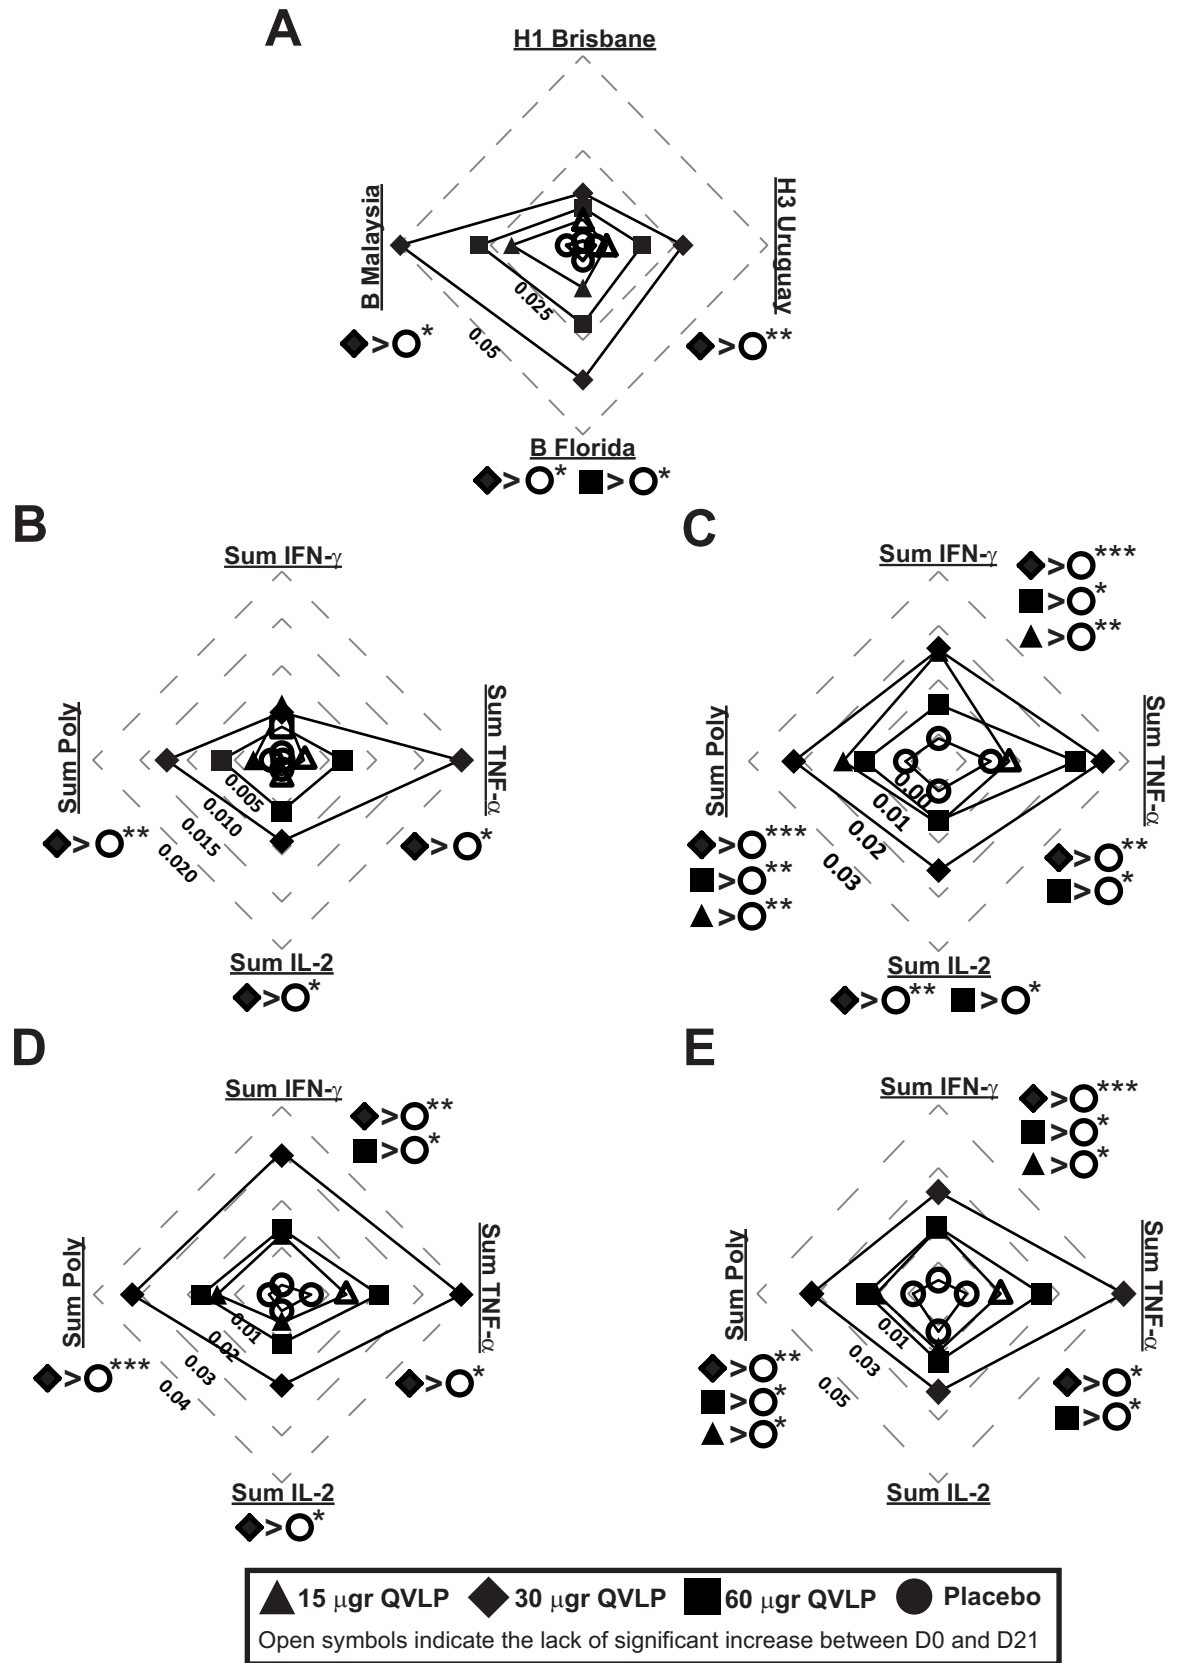 A
H1 Brisbane
H3 Uruguay
B Malaysia
0.025
0.05
>*
>**
B Florida
>* >*
B
Sum IFN-γ
Sum TNF-α
Sum Poly
0.005
0.010
0.015
0.020
>**
>*
Sum IL-2
>*
C
Sum IFN-γ
>***
>*
>**
Sum TNF-α
Sum Poly
0.00
0.01
0.02
0.03
>***
>**
>**
>**
>*
Sum IL-2
>** >*
D
Sum IFN-γ
>**
>*
Sum TNF-α
Sum Poly
0.01
0.02
0.03
0.04
>***
>*
Sum IL-2
>*
E
Sum IFN-γ
>***
>*
>*
Sum TNF-α
Sum Poly
0.01
0.03
0.05
>**
>*
>*
>*
>*
Sum IL-2
15 μgr QVLP 30 μgr QVLP 60 μgr QVLP Placebo
Open symbols indicate the lack of significant increase between D0 and D21